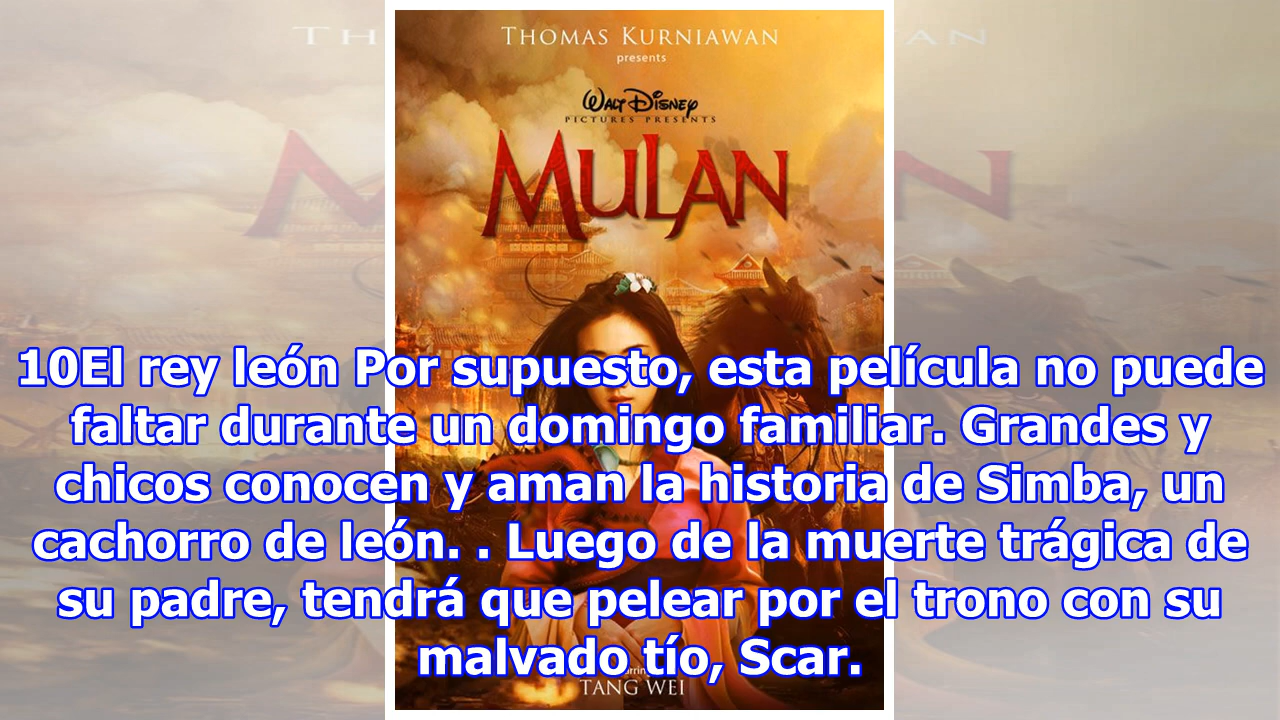 THOMAS KURNIAWAN
presents
WALT DISNEY
PICTURES PRESENTS
MULAN
10El rey león Por supuesto, esta película no puede
faltar durante un domingo familiar. Grandes y
chicos conocen y aman la historia de Simba, un
cachorro de león. . Luego de la muerte trágica de
su padre, tendrá que pelear por el trono con su
malvado tío, Scar.
TANG WEI